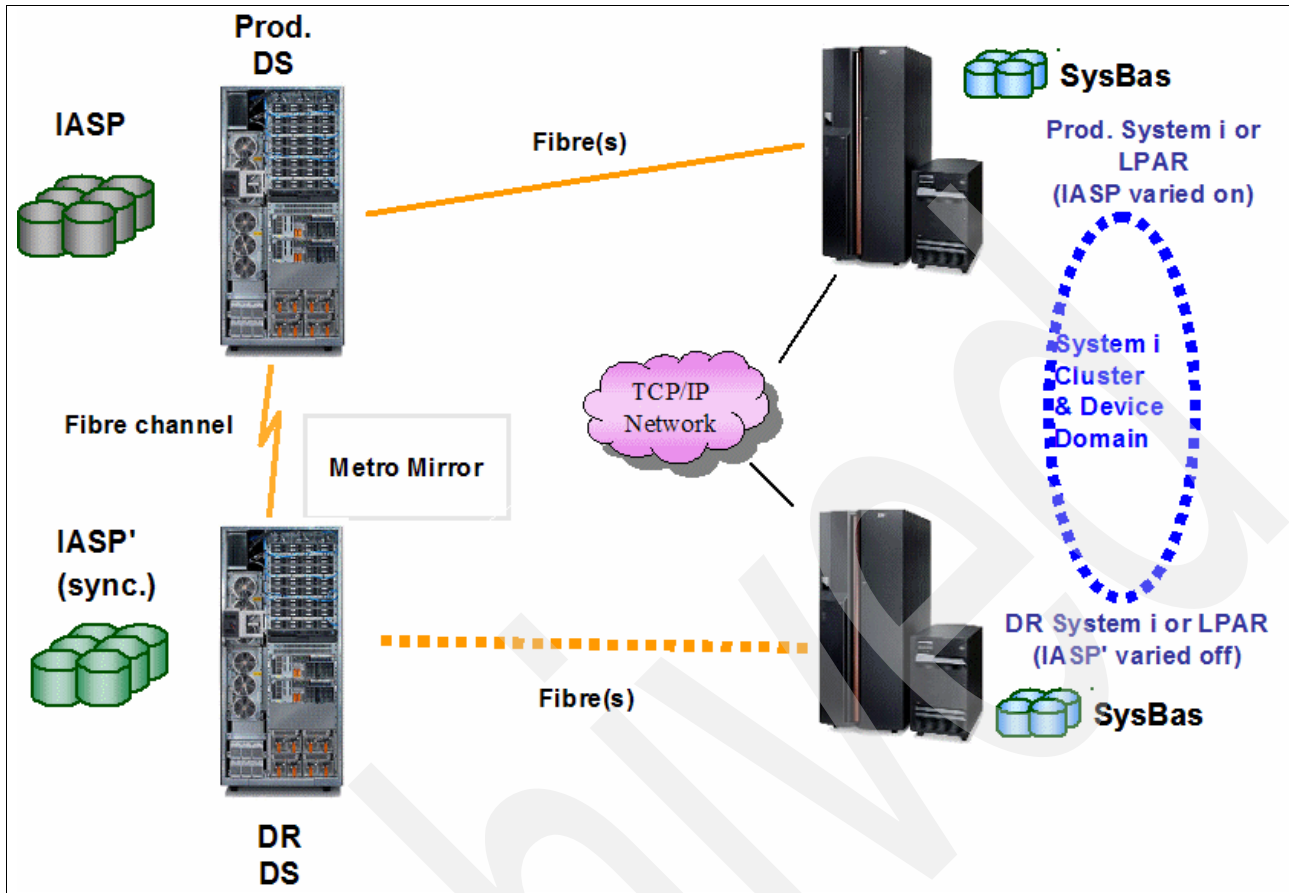 Prod.
DS
IASP
Fibre(s)
SysBas
Prod. System i or
LPAR
(IASP varied on)
TCP/IP
Network
System i
Cluster
& Device
Domain
Fibre channel
Metro Mirror
IASP'
(sync.)
DR System i or LPAR
(IASP' varied off)
Fibre(s)
SysBas
DR
DS